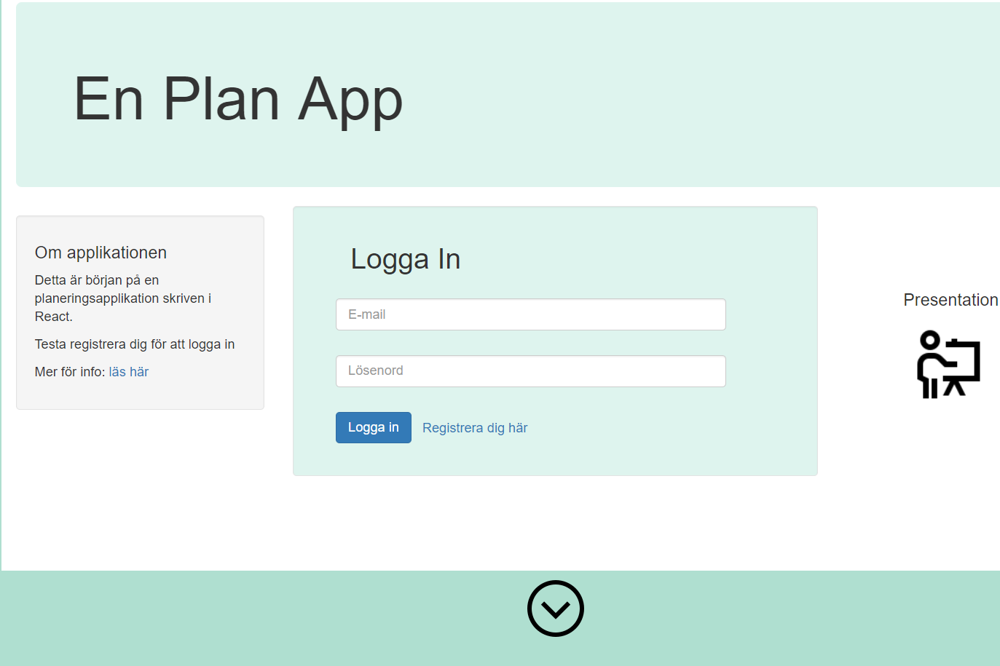 En Plan App
Om applikationen
Detta är början på en
planeringsapplikation skriven i
React.
Testa registrera dig för att logga in
Mer för info: läs här
Logga In
E-mail
Lösenord
Logga in
Registrera dig här
Presentation